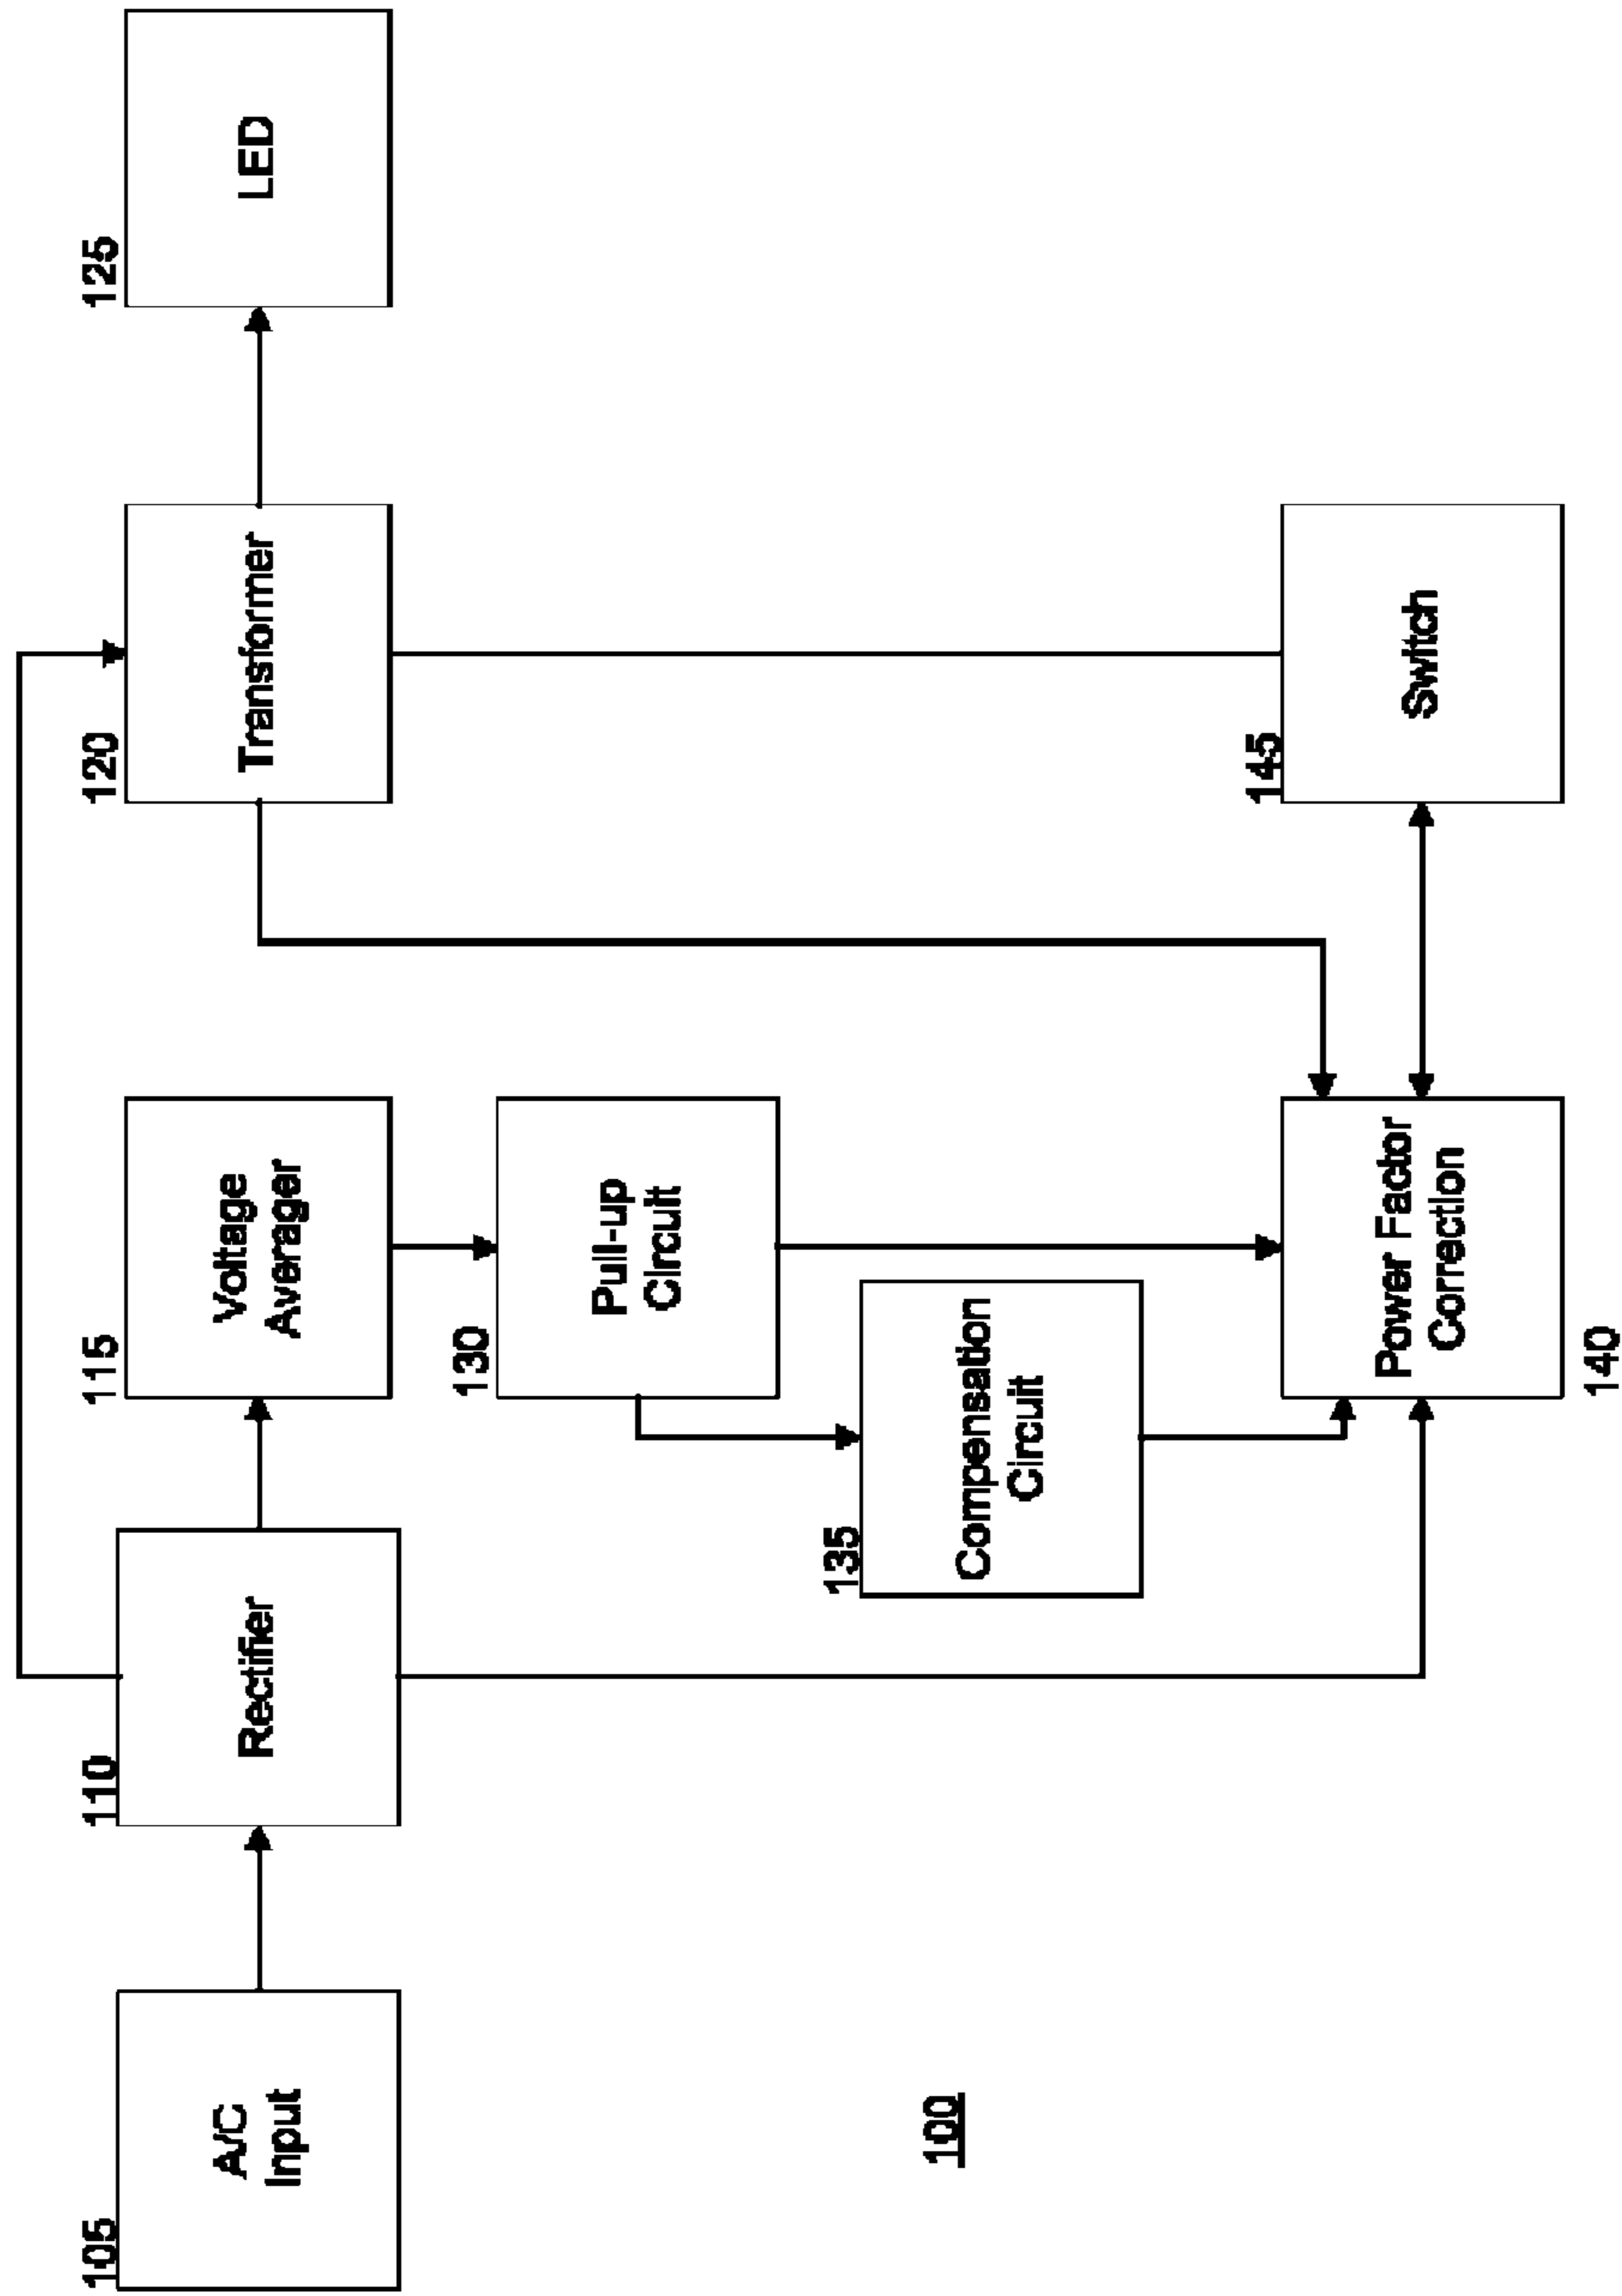 105
A/C
Input
110
Rectifier
115
Voltage
Averager
120
Transformer
125
LED
130
Pull-up
Circuit
135
Compensation
Circuit
140
Power Factor
Correction
145
Switch
100